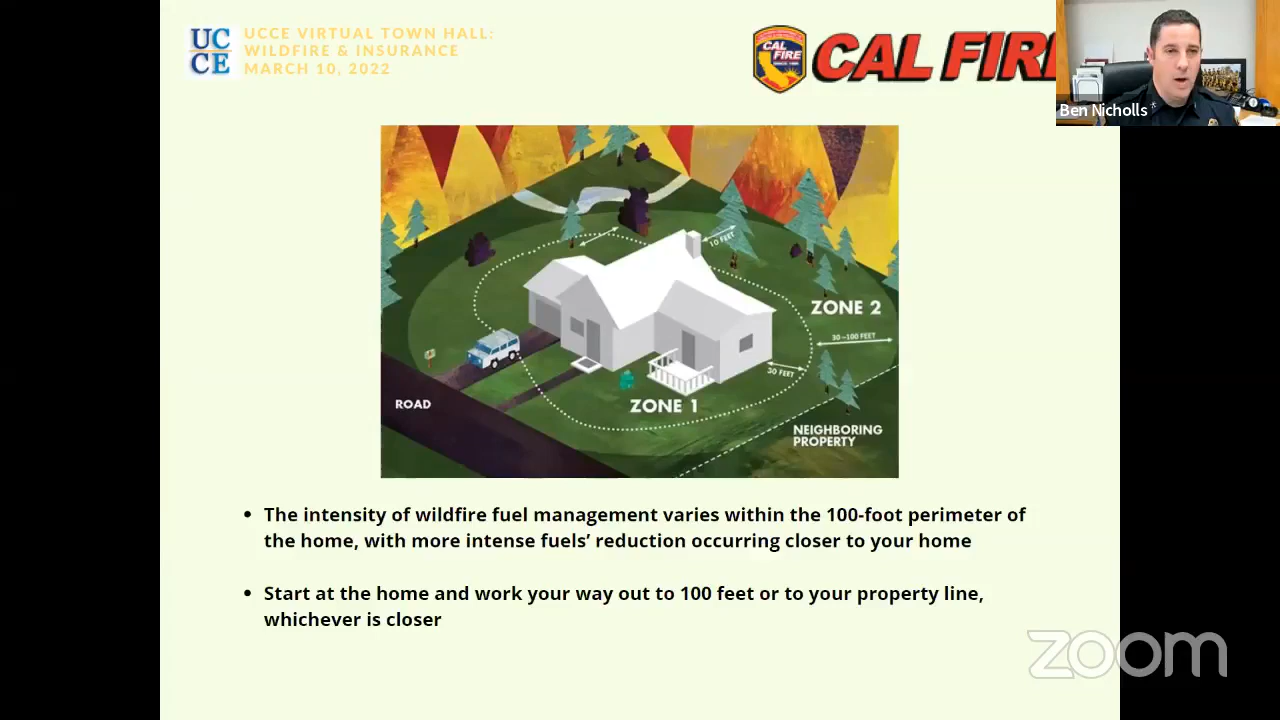 UC
CE
UCCE VIRTUAL TOWN HALL:
WILDFIRE & INSURANCE
MARCH 10, 2022
CAL
FIRE
CAL FIRE
Ben Nicholls
10 FEET
ZONE 2
30–100 FEET
30 FEET
ZONE 1
ROAD
NEIGHBORING
PROPERTY
• The intensity of wildfire fuel management varies within the 100-foot perimeter of
the home, with more intense fuels’ reduction occurring closer to your home
• Start at the home and work your way out to 100 feet or to your property line,
whichever is closer
zoom